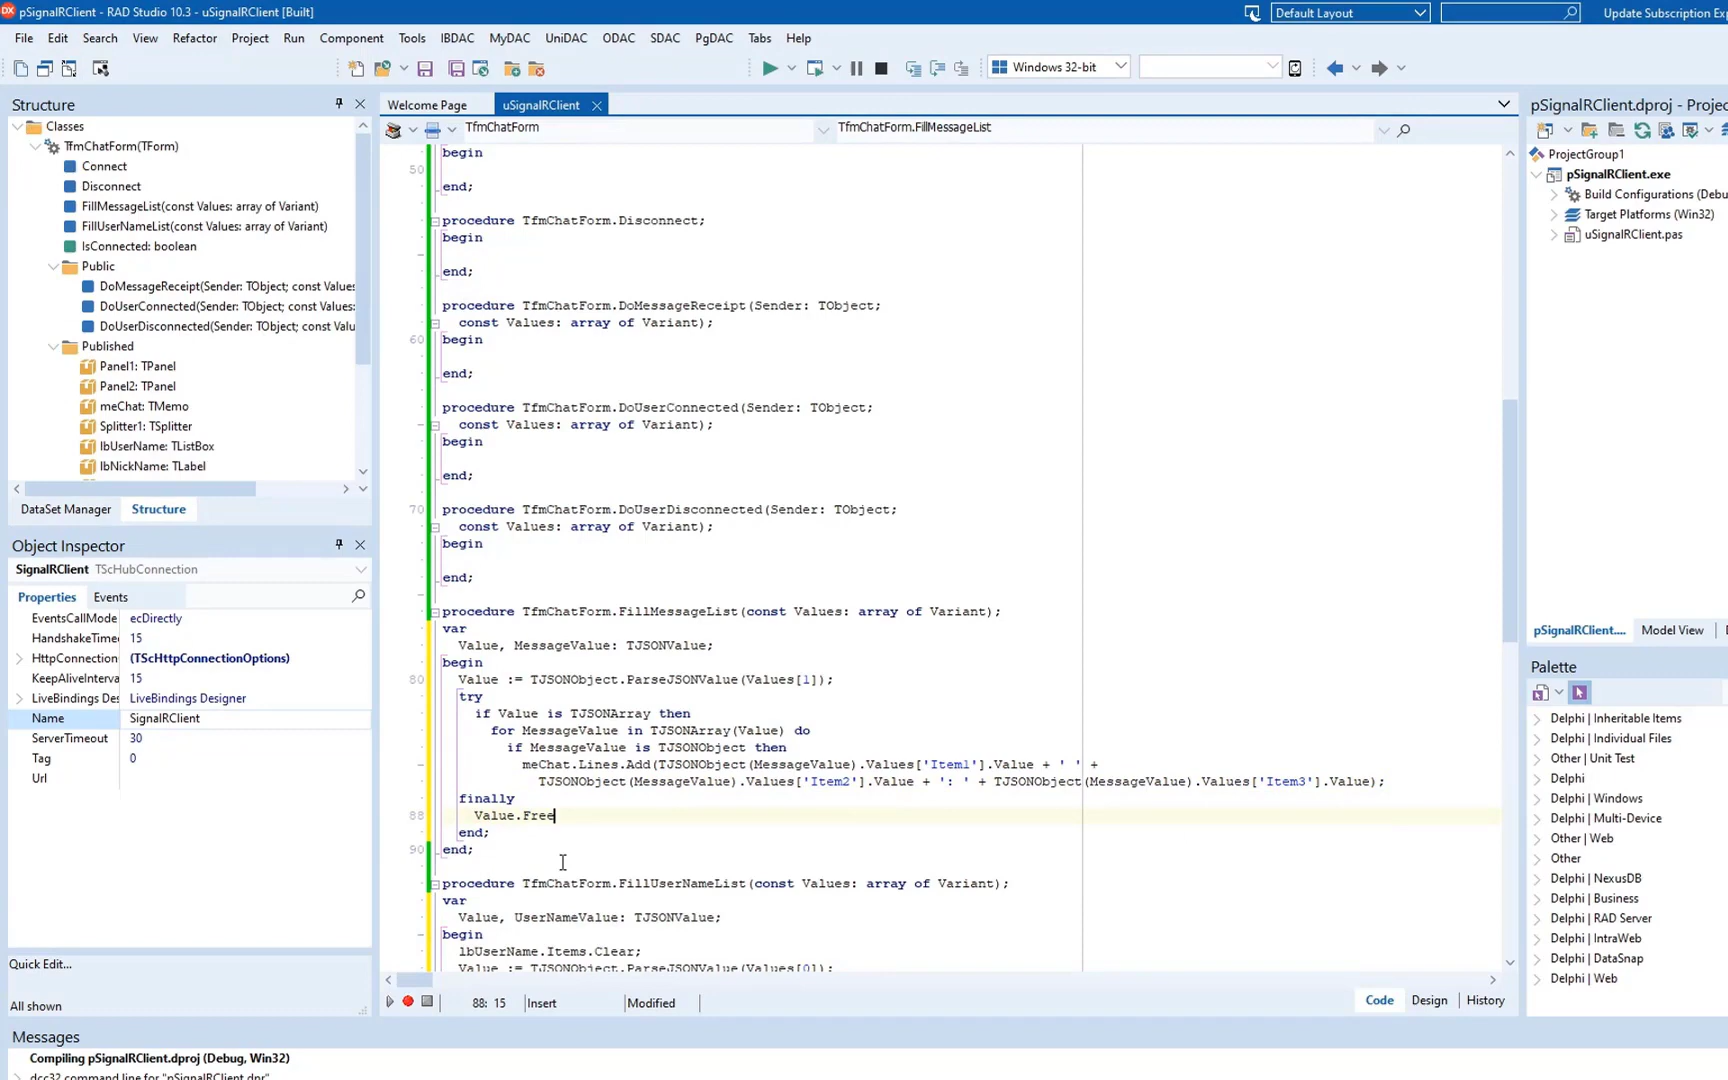 pSignalRClient - RAD Studio 10.3 - uSignalRClient [Built]
Default Layout
Update Subscription Exp
File Edit Search View Refactor Project Run Component Tools IBDAC MyDAC UniDAC ODAC SDAC PgDAC Tabs Help
Windows 32-bit
Structure
Classes
TfmChatForm(TForm)
Connect
Disconnect
FillMessageList(const Values: array of Variant)
FillUserNameList(const Values: array of Variant)
IsConnected: boolean
Public
DoMessageReceipt(Sender: TObject; const Values
DoUserConnected(Sender: TObject; const Values:
DoUserDisconnected(Sender: TObject; const Valu
Published
Panel1: TPanel
Panel2: TPanel
meChat: TMemo
Splitter1: TSplitter
lbUserName: TListBox
lbNickName: TLabel
DataSet Manager Structure
Object Inspector
SignalRClient TScHubConnection
Properties Events
EventsCallMode ecDirectly
HandshakeTime 15
HttpConnection (TScHttpConnectionOptions)
KeepAliveInterva 15
LiveBindings Des LiveBindings Designer
Name SignalRClient
ServerTimeout 30
Tag 0
Url
Quick Edit...
All shown
Welcome Page uSignalRClient
TfmChatForm TfmChatForm.FillMessageList
begin
50
end;
procedure TfmChatForm.Disconnect;
begin
end;
procedure TfmChatForm.DoMessageReceipt(Sender: TObject;
const Values: array of Variant);
60 begin
end;
procedure TfmChatForm.DoUserConnected(Sender: TObject;
const Values: array of Variant);
begin
end;
70 procedure TfmChatForm.DoUserDisconnected(Sender: TObject;
const Values: array of Variant);
begin
end;
procedure TfmChatForm.FillMessageList(const Values: array of Variant);
var
Value, MessageValue: TJSONValue;
begin
80 Value := TJSONObject.ParseJSONValue(Values[1]);
try
if Value is TJSONArray then
for MessageValue in TJSONArray(Value) do
if MessageValue is TJSONObject then
meChat.Lines.Add(TJSONObject(MessageValue).Values['Item1'].Value + ' ' +
TJSONObject(MessageValue).Values['Item2'].Value + ': ' + TJSONObject(MessageValue).Values['Item3'].Value);
finally
88 Value.Free
end;
90 end;
procedure TfmChatForm.FillUserNameList(const Values: array of Variant);
var
Value, UserNameValue: TJSONValue;
begin
lbUserName.Items.Clear;
Value := TJSONObject.ParseJSONValue(Values[0]);
88: 15 Insert Modified
Code Design History
pSignalRClient.dproj - Projec
ProjectGroup1
pSignalRClient.exe
Build Configurations (Debu
Target Platforms (Win32)
uSignalRClient.pas
pSignalRClient.... Model View
Palette
Delphi | Inheritable Items
Delphi | Individual Files
Other | Unit Test
Delphi
Delphi | Windows
Delphi | Multi-Device
Other | Web
Other
Delphi | NexusDB
Delphi | Business
Delphi | RAD Server
Delphi | IntraWeb
Delphi | DataSnap
Delphi | Web
Messages
Compiling pSignalRClient.dproj (Debug, Win32)
dcc32 command line for "pSignalRClient.dpr"